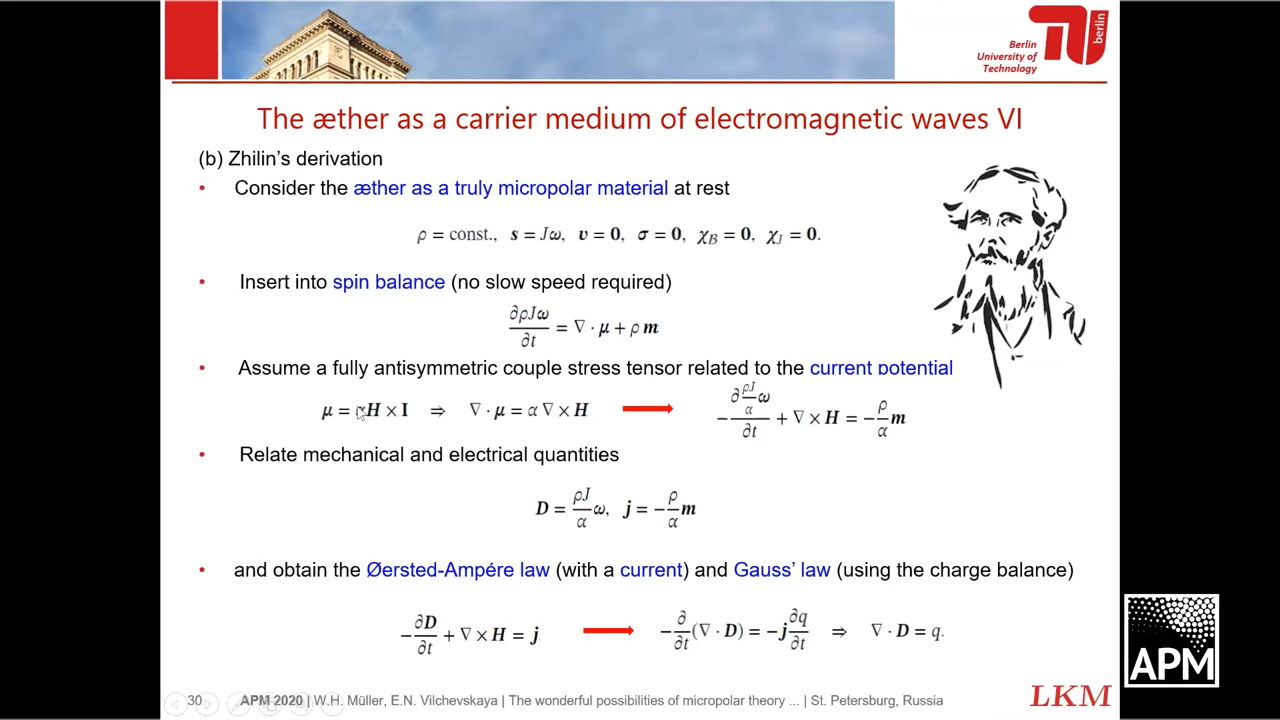 Berlin
University of
Technology
berlin
The æther as a carrier medium of electromagnetic waves VI
(b) Zhilin's derivation
• Consider the æther as a truly micropolar material at rest
ρ = const., s = Jω, v = 0, σ = 0, χ_B = 0, χ_J = 0.
• Insert into spin balance (no slow speed required)
∂ρJω/∂t = ∇ · μ + ρ m
• Assume a fully antisymmetric couple stress tensor related to the current potential
μ = αH × I ⇒ ∇ · μ = α ∇ × H → -∂(ρJ/α)ω/∂t + ∇ × H = -ρ/α m
• Relate mechanical and electrical quantities
D = ρJ/α ω, j = -ρ/α m
• and obtain the Øersted-Ampére law (with a current) and Gauss' law (using the charge balance)
-∂D/∂t + ∇ × H = j → -∂/∂t (∇ · D) = -j ∂q/∂t ⇒ ∇ · D = q.
30 APM 2020 | W.H. Müller, E.N. Vilchevskaya | The wonderful possibilities of micropolar theory ... | St. Petersburg, Russia
LKM
APM